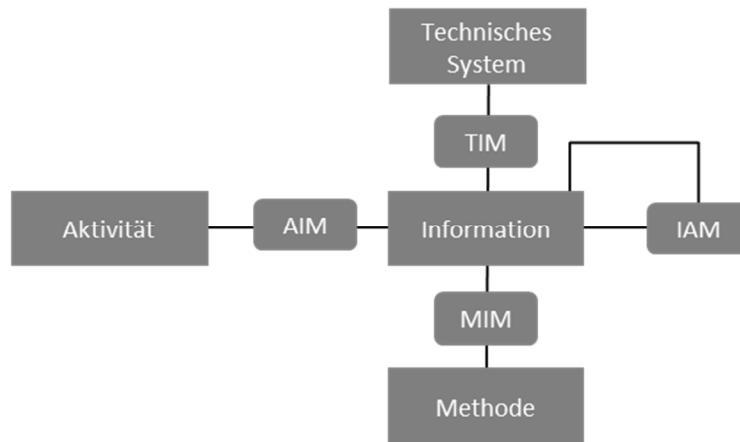 Technisches
System
TIM
Aktivität
AIM
Information
IAM
MIM
Methode